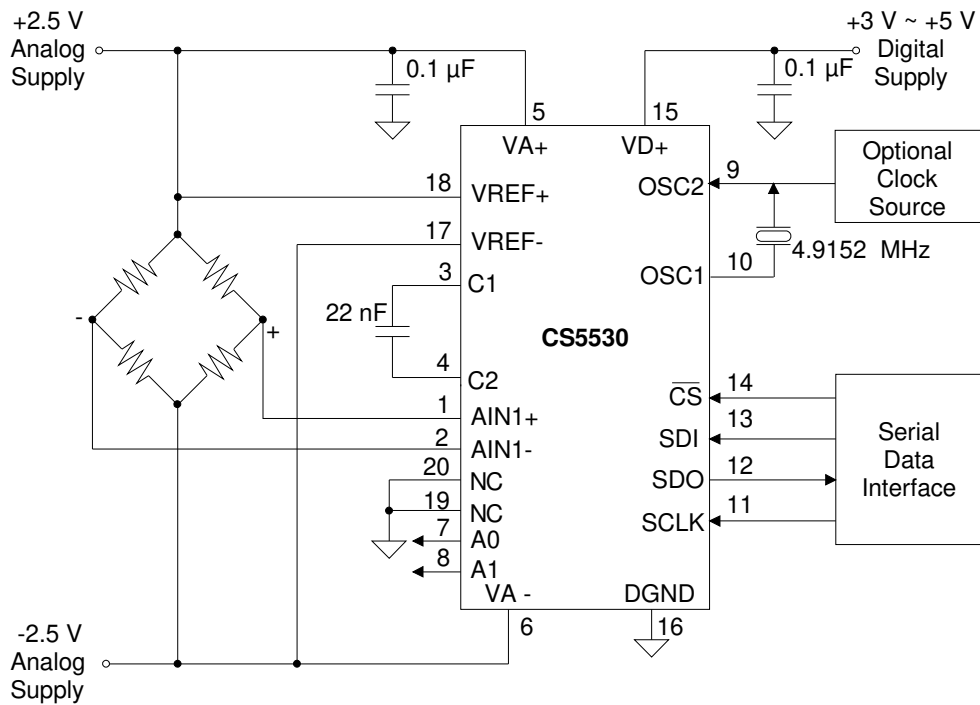 +2.5 V
Analog
Supply
0.1 µF
+3 V ~ +5 V
Digital
Supply
0.1 µF
5
15
VA+
VD+
Optional
Clock
Source
18
VREF+
OSC2
9
17
VREF-
4.9152 MHz
3
C1
OSC1
10
22 nF
-
+
CS5530
4
C2
CS
14
1
AIN1+
13
2
AIN1-
SDI
Serial
Data
Interface
20
NC
SDO
12
19
NC
SCLK
11
7
A0
8
A1
VA -
DGND
6
16
-2.5 V
Analog
Supply